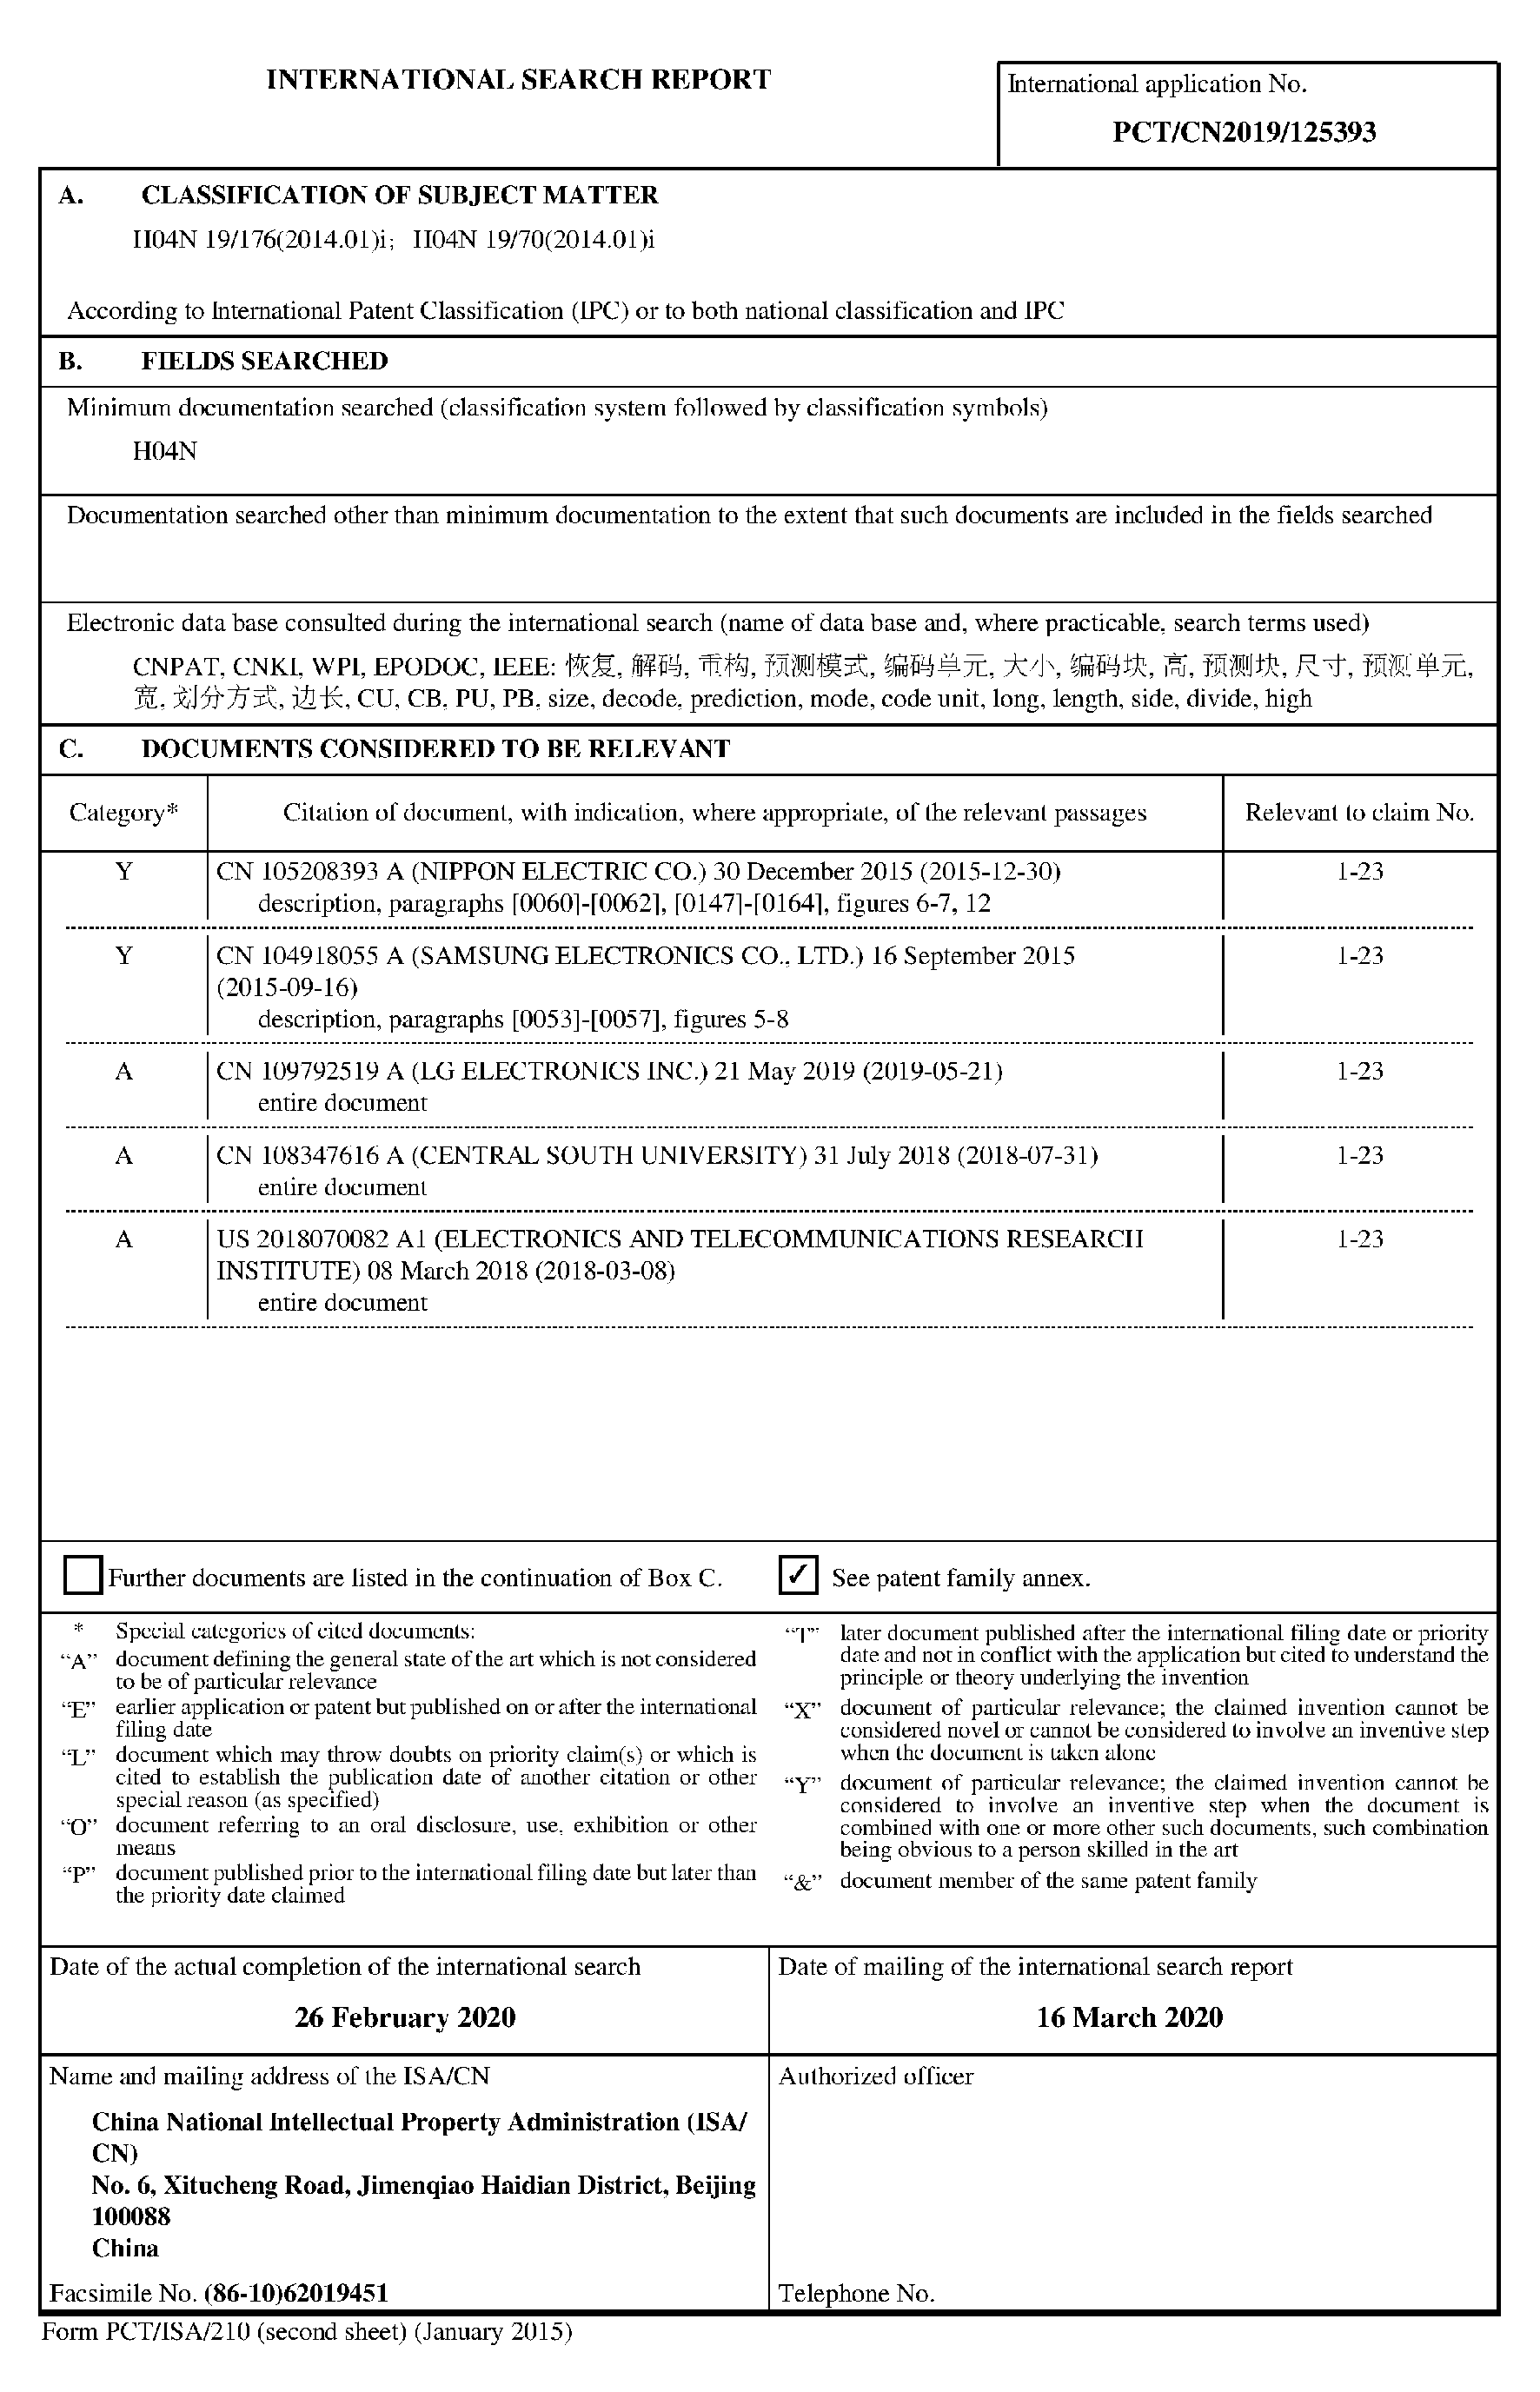 INTERNATIONAL SEARCH REPORT
International application No.
PCT/CN2019/125393
A. CLASSIFICATION OF SUBJECT MATTER
H04N 19/176(2014.01)i; H04N 19/70(2014.01)i
According to International Patent Classification (IPC) or to both national classification and IPC
B. FIELDS SEARCHED
Minimum documentation searched (classification system followed by classification symbols)
H04N
Documentation searched other than minimum documentation to the extent that such documents are included in the fields searched
Electronic data base consulted during the international search (name of data base and, where practicable, search terms used)
CNPAT, CNKI, WPI, EPODOC, IEEE: 恢复, 解码, 重构, 预测模式, 编码单元, 大小, 编码块, 高, 预测块, 尺寸, 预测单元,
宽, 划分方式, 边长, CU, CB, PU, PB, size, decode, prediction, mode, code unit, long, length, side, divide, high
C. DOCUMENTS CONSIDERED TO BE RELEVANT
Category* Citation of document, with indication, where appropriate, of the relevant passages Relevant to claim No.
Y CN 105208393 A (NIPPON ELECTRIC CO.) 30 December 2015 (2015-12-30) 1-23
description, paragraphs [0060]-[0062], [0147]-[0164], figures 6-7, 12
Y CN 104918055 A (SAMSUNG ELECTRONICS CO., LTD.) 16 September 2015 1-23
(2015-09-16)
description, paragraphs [0053]-[0057], figures 5-8
A CN 109792519 A (LG ELECTRONICS INC.) 21 May 2019 (2019-05-21) 1-23
entire document
A CN 108347616 A (CENTRAL SOUTH UNIVERSITY) 31 July 2018 (2018-07-31) 1-23
entire document
A US 2018070082 A1 (ELECTRONICS AND TELECOMMUNICATIONS RESEARCH 1-23
INSTITUTE) 08 March 2018 (2018-03-08)
entire document
Further documents are listed in the continuation of Box C.
✓ See patent family annex.
* Special categories of cited documents:
“A” document defining the general state of the art which is not considered
to be of particular relevance
“E” earlier application or patent but published on or after the international
filing date
“L” document which may throw doubts on priority claim(s) or which is
cited to establish the publication date of another citation or other
special reason (as specified)
“O” document referring to an oral disclosure, use, exhibition or other
means
“P” document published prior to the international filing date but later than
the priority date claimed
“T” later document published after the international filing date or priority
date and not in conflict with the application but cited to understand the
principle or theory underlying the invention
“X” document of particular relevance; the claimed invention cannot be
considered novel or cannot be considered to involve an inventive step
when the document is taken alone
“Y” document of particular relevance; the claimed invention cannot be
considered to involve an inventive step when the document is
combined with one or more other such documents, such combination
being obvious to a person skilled in the art
“&” document member of the same patent family
Date of the actual completion of the international search
26 February 2020
Date of mailing of the international search report
16 March 2020
Name and mailing address of the ISA/CN
China National Intellectual Property Administration (ISA/
CN)
No. 6, Xitucheng Road, Jimenqiao Haidian District, Beijing
100088
China
Facsimile No. (86-10)62019451
Authorized officer
Telephone No.
Form PCT/ISA/210 (second sheet) (January 2015)